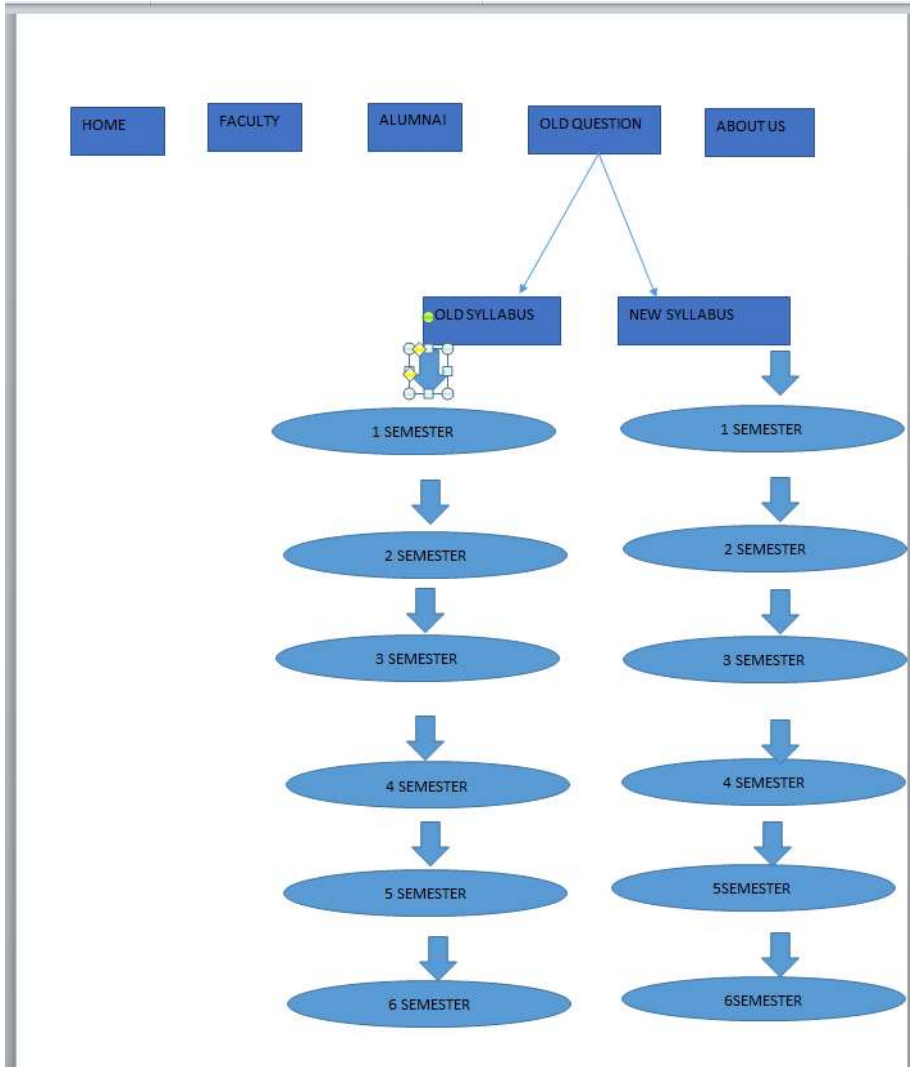 HOME
FACULTY
ALUMNAI
OLD QUESTION
ABOUT US
OLD SYLLABUS
NEW SYLLABUS
1 SEMESTER
1 SEMESTER
2 SEMESTER
2 SEMESTER
3 SEMESTER
3 SEMESTER
4 SEMESTER
4 SEMESTER
5 SEMESTER
5SEMESTER
6 SEMESTER
6SEMESTER